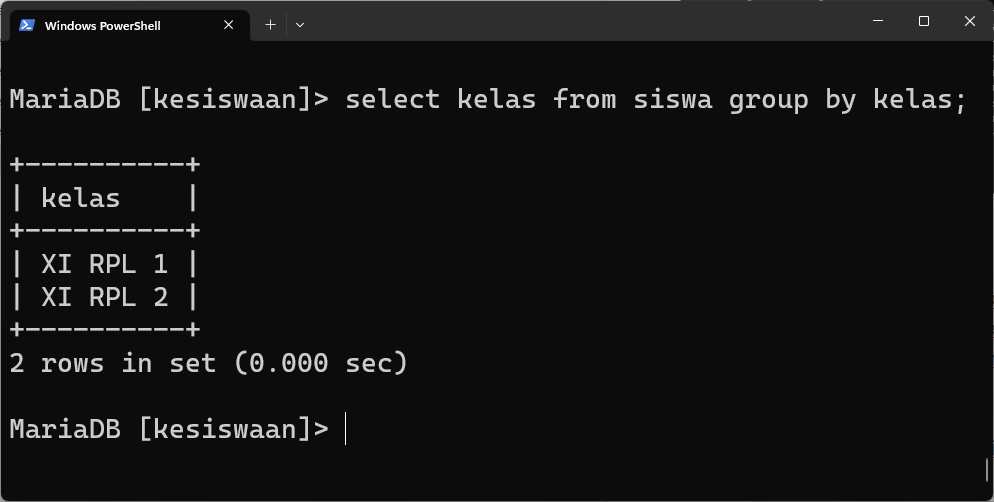 Windows PowerShell
MariaDB [kesiswaan]> select kelas from siswa group by kelas;
+----------+
| kelas    |
+----------+
| XI RPL 1 |
| XI RPL 2 |
+----------+
2 rows in set (0.000 sec)
MariaDB [kesiswaan]>